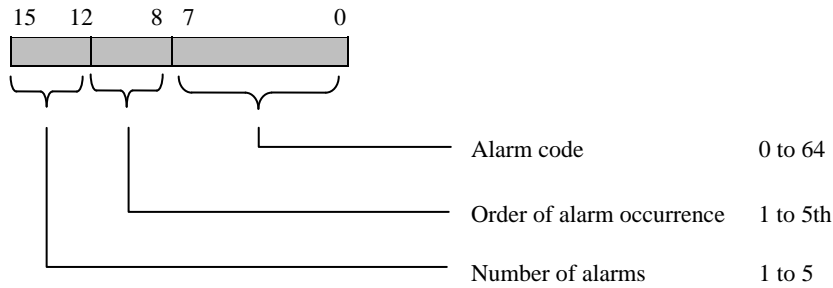 15 12 8 7 0
Alarm code 0 to 64
Order of alarm occurrence 1 to 5th
Number of alarms 1 to 5